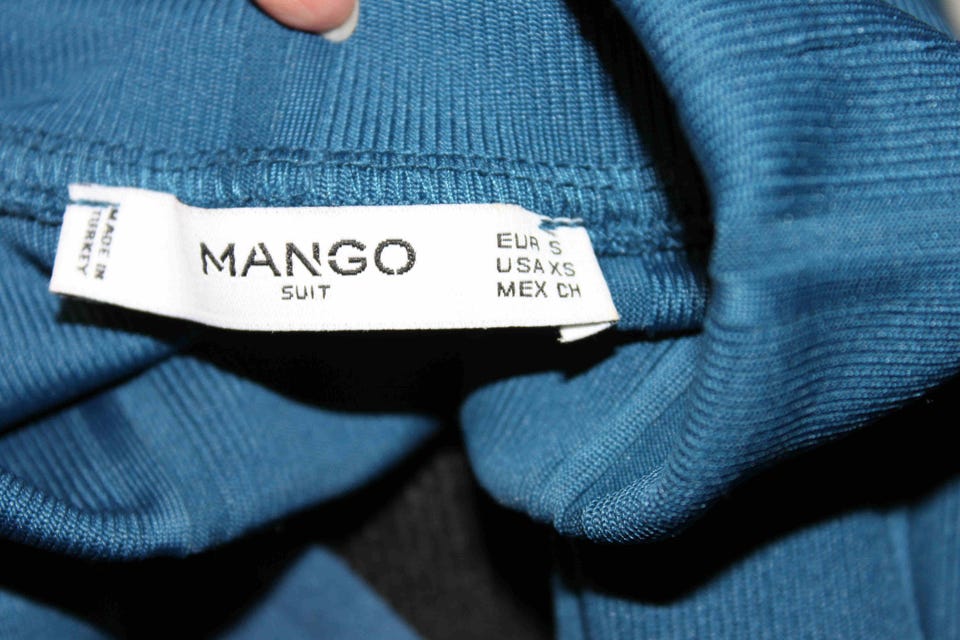 MADE IN
TURKEY
MANGO
SUIT
EUR S
USA XS
MEX CH